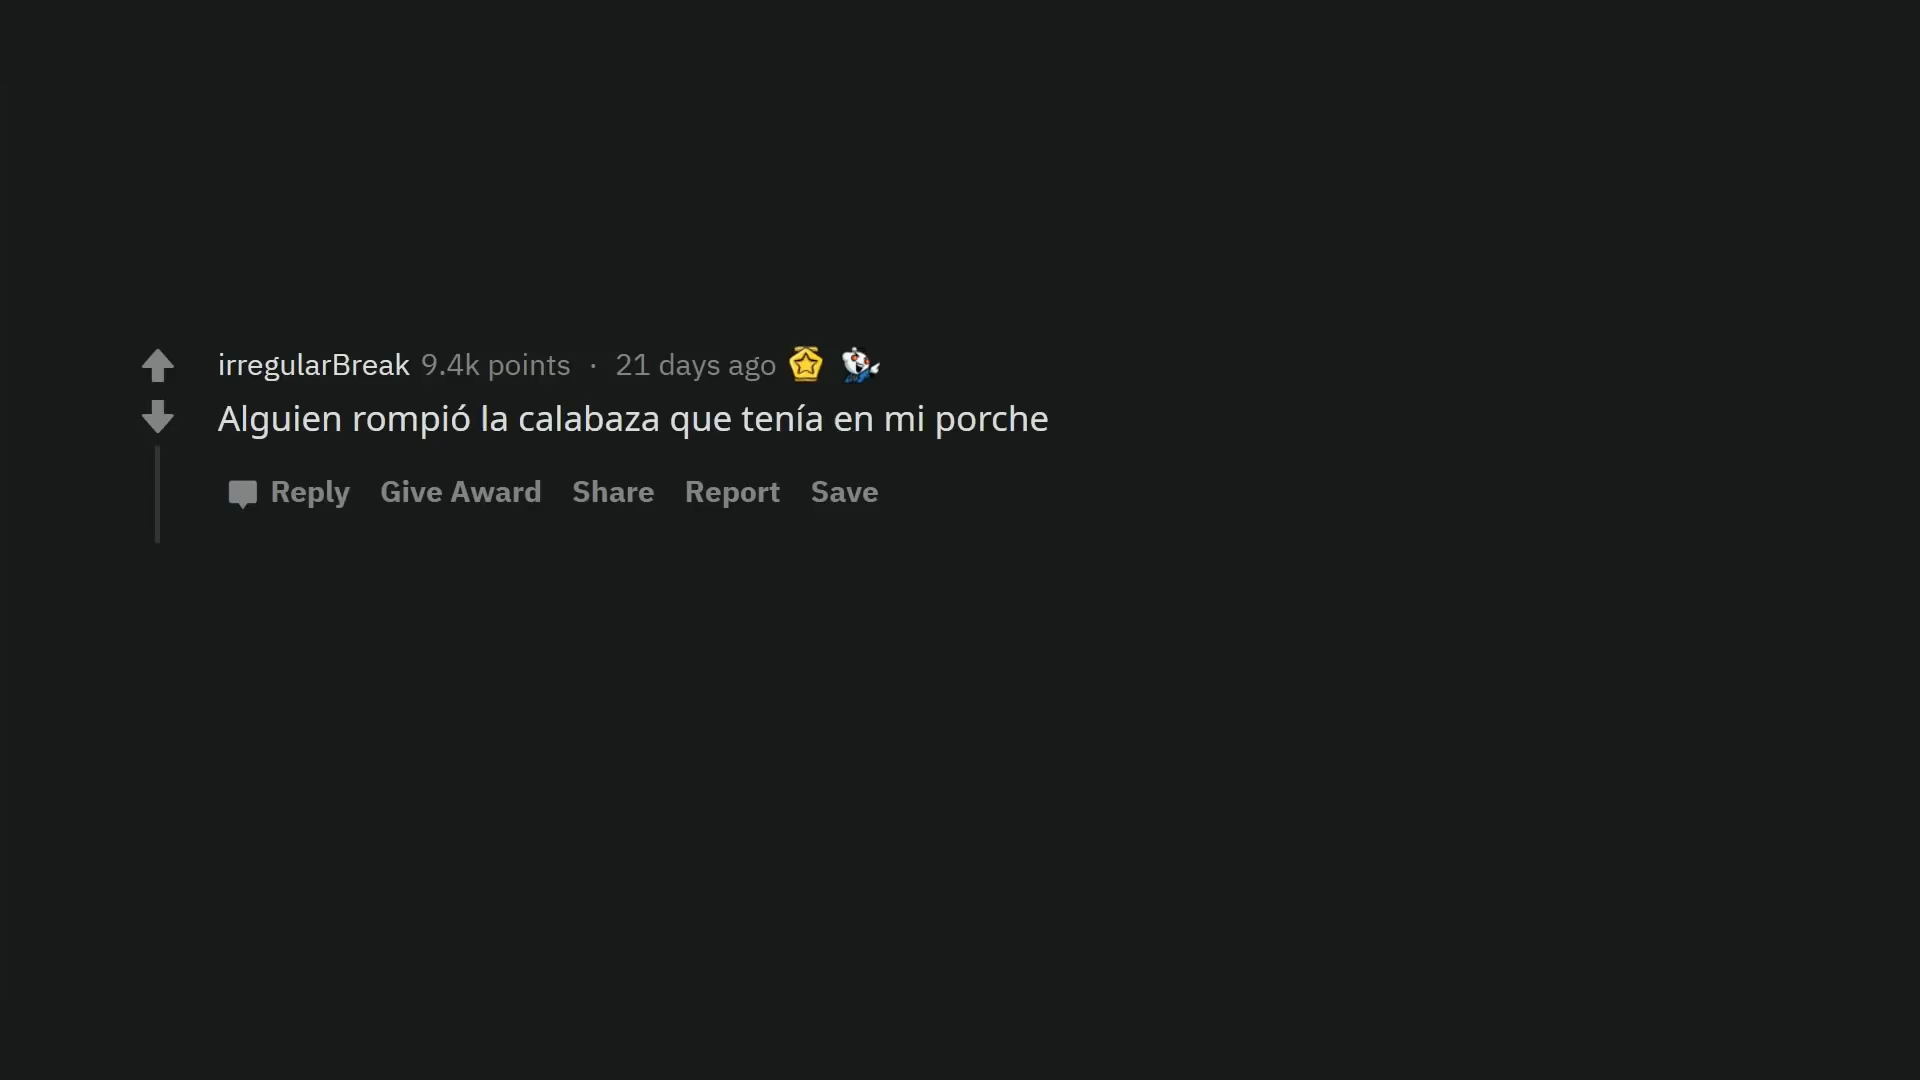 irregularBreak 9.4k points · 21 days ago
Alguien rompió la calabaza que tenía en mi porche
Reply Give Award Share Report Save